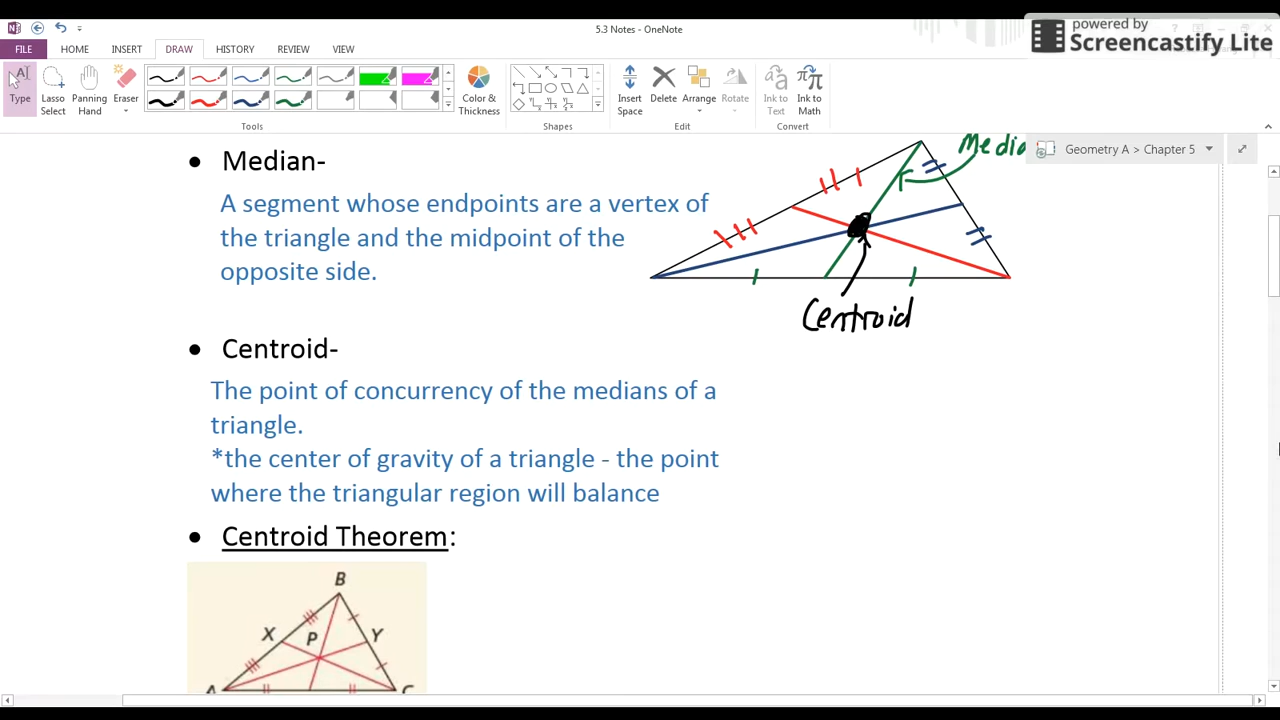 5.3 Notes - OneNote
powered by
Screencastify Lite
FILE HOME INSERT DRAW HISTORY REVIEW VIEW
Type
Lasso Select
Panning Hand
Eraser
Color & Thickness
Insert Space
Delete
Arrange
Rotate
Ink to Text
Ink to Math
Tools
Shapes
Edit
Convert
Geometry A > Chapter 5
• Median-
A segment whose endpoints are a vertex of
the triangle and the midpoint of the
opposite side.
Media
Centroid
• Centroid-
The point of concurrency of the medians of a
triangle.
*the center of gravity of a triangle - the point
where the triangular region will balance
• Centroid Theorem:
B
X P Y
A C